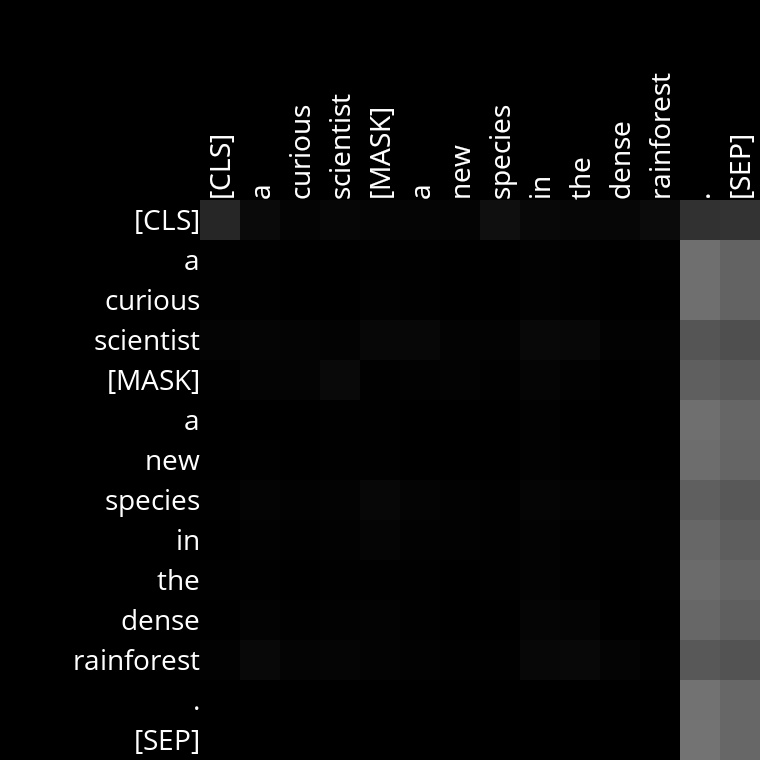 [CLS] a curious scientist [MASK] a new species in the dense rainforest . [SEP]
[CLS]
a
curious
scientist
[MASK]
a
new
species
in
the
dense
rainforest
.
[SEP]